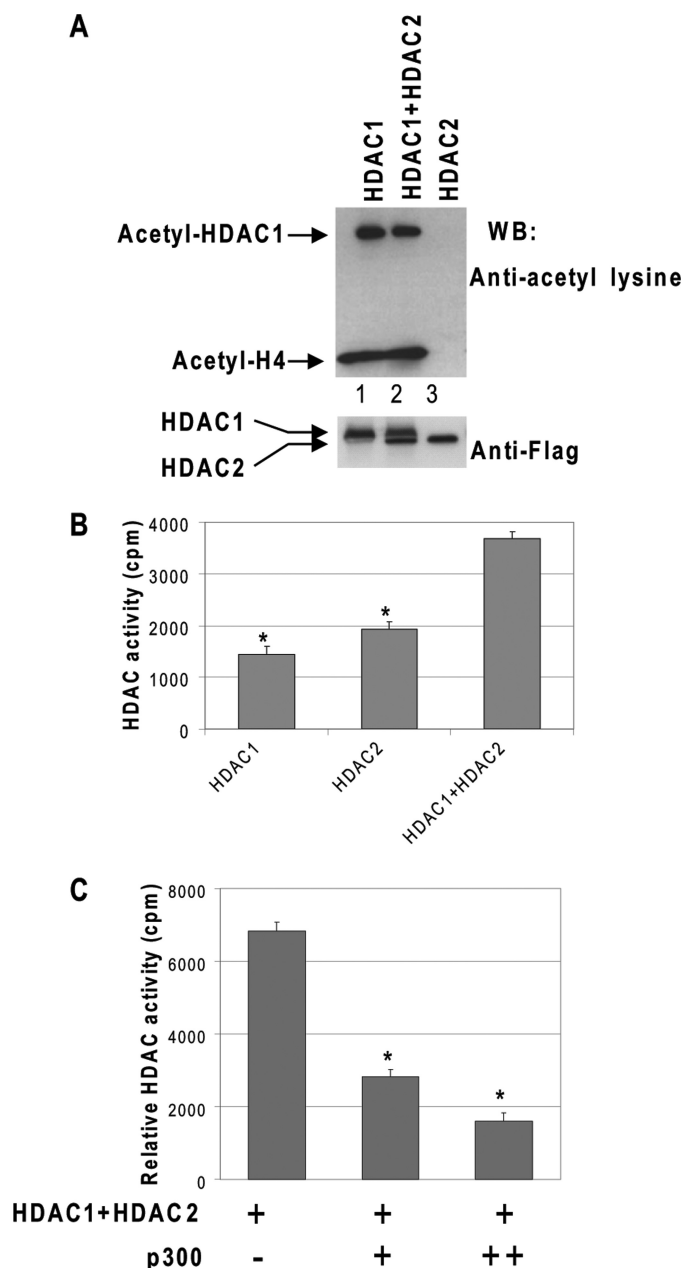 A
HDAC1
HDAC1+HDAC2
HDAC2
Acetyl-HDAC1
WB:
Anti-acetyl lysine
Acetyl-H4
1 2 3
HDAC1
HDAC2
Anti-Flag
B
HDAC activity (cpm)
4000
3000
2000
1000
0
*
*
HDAC1
HDAC2
HDAC1+HDAC2
C
Relative HDAC activity (cpm)
8000
6000
4000
2000
0
*
*
HDAC1+HDAC2 + + +
p300 - + ++